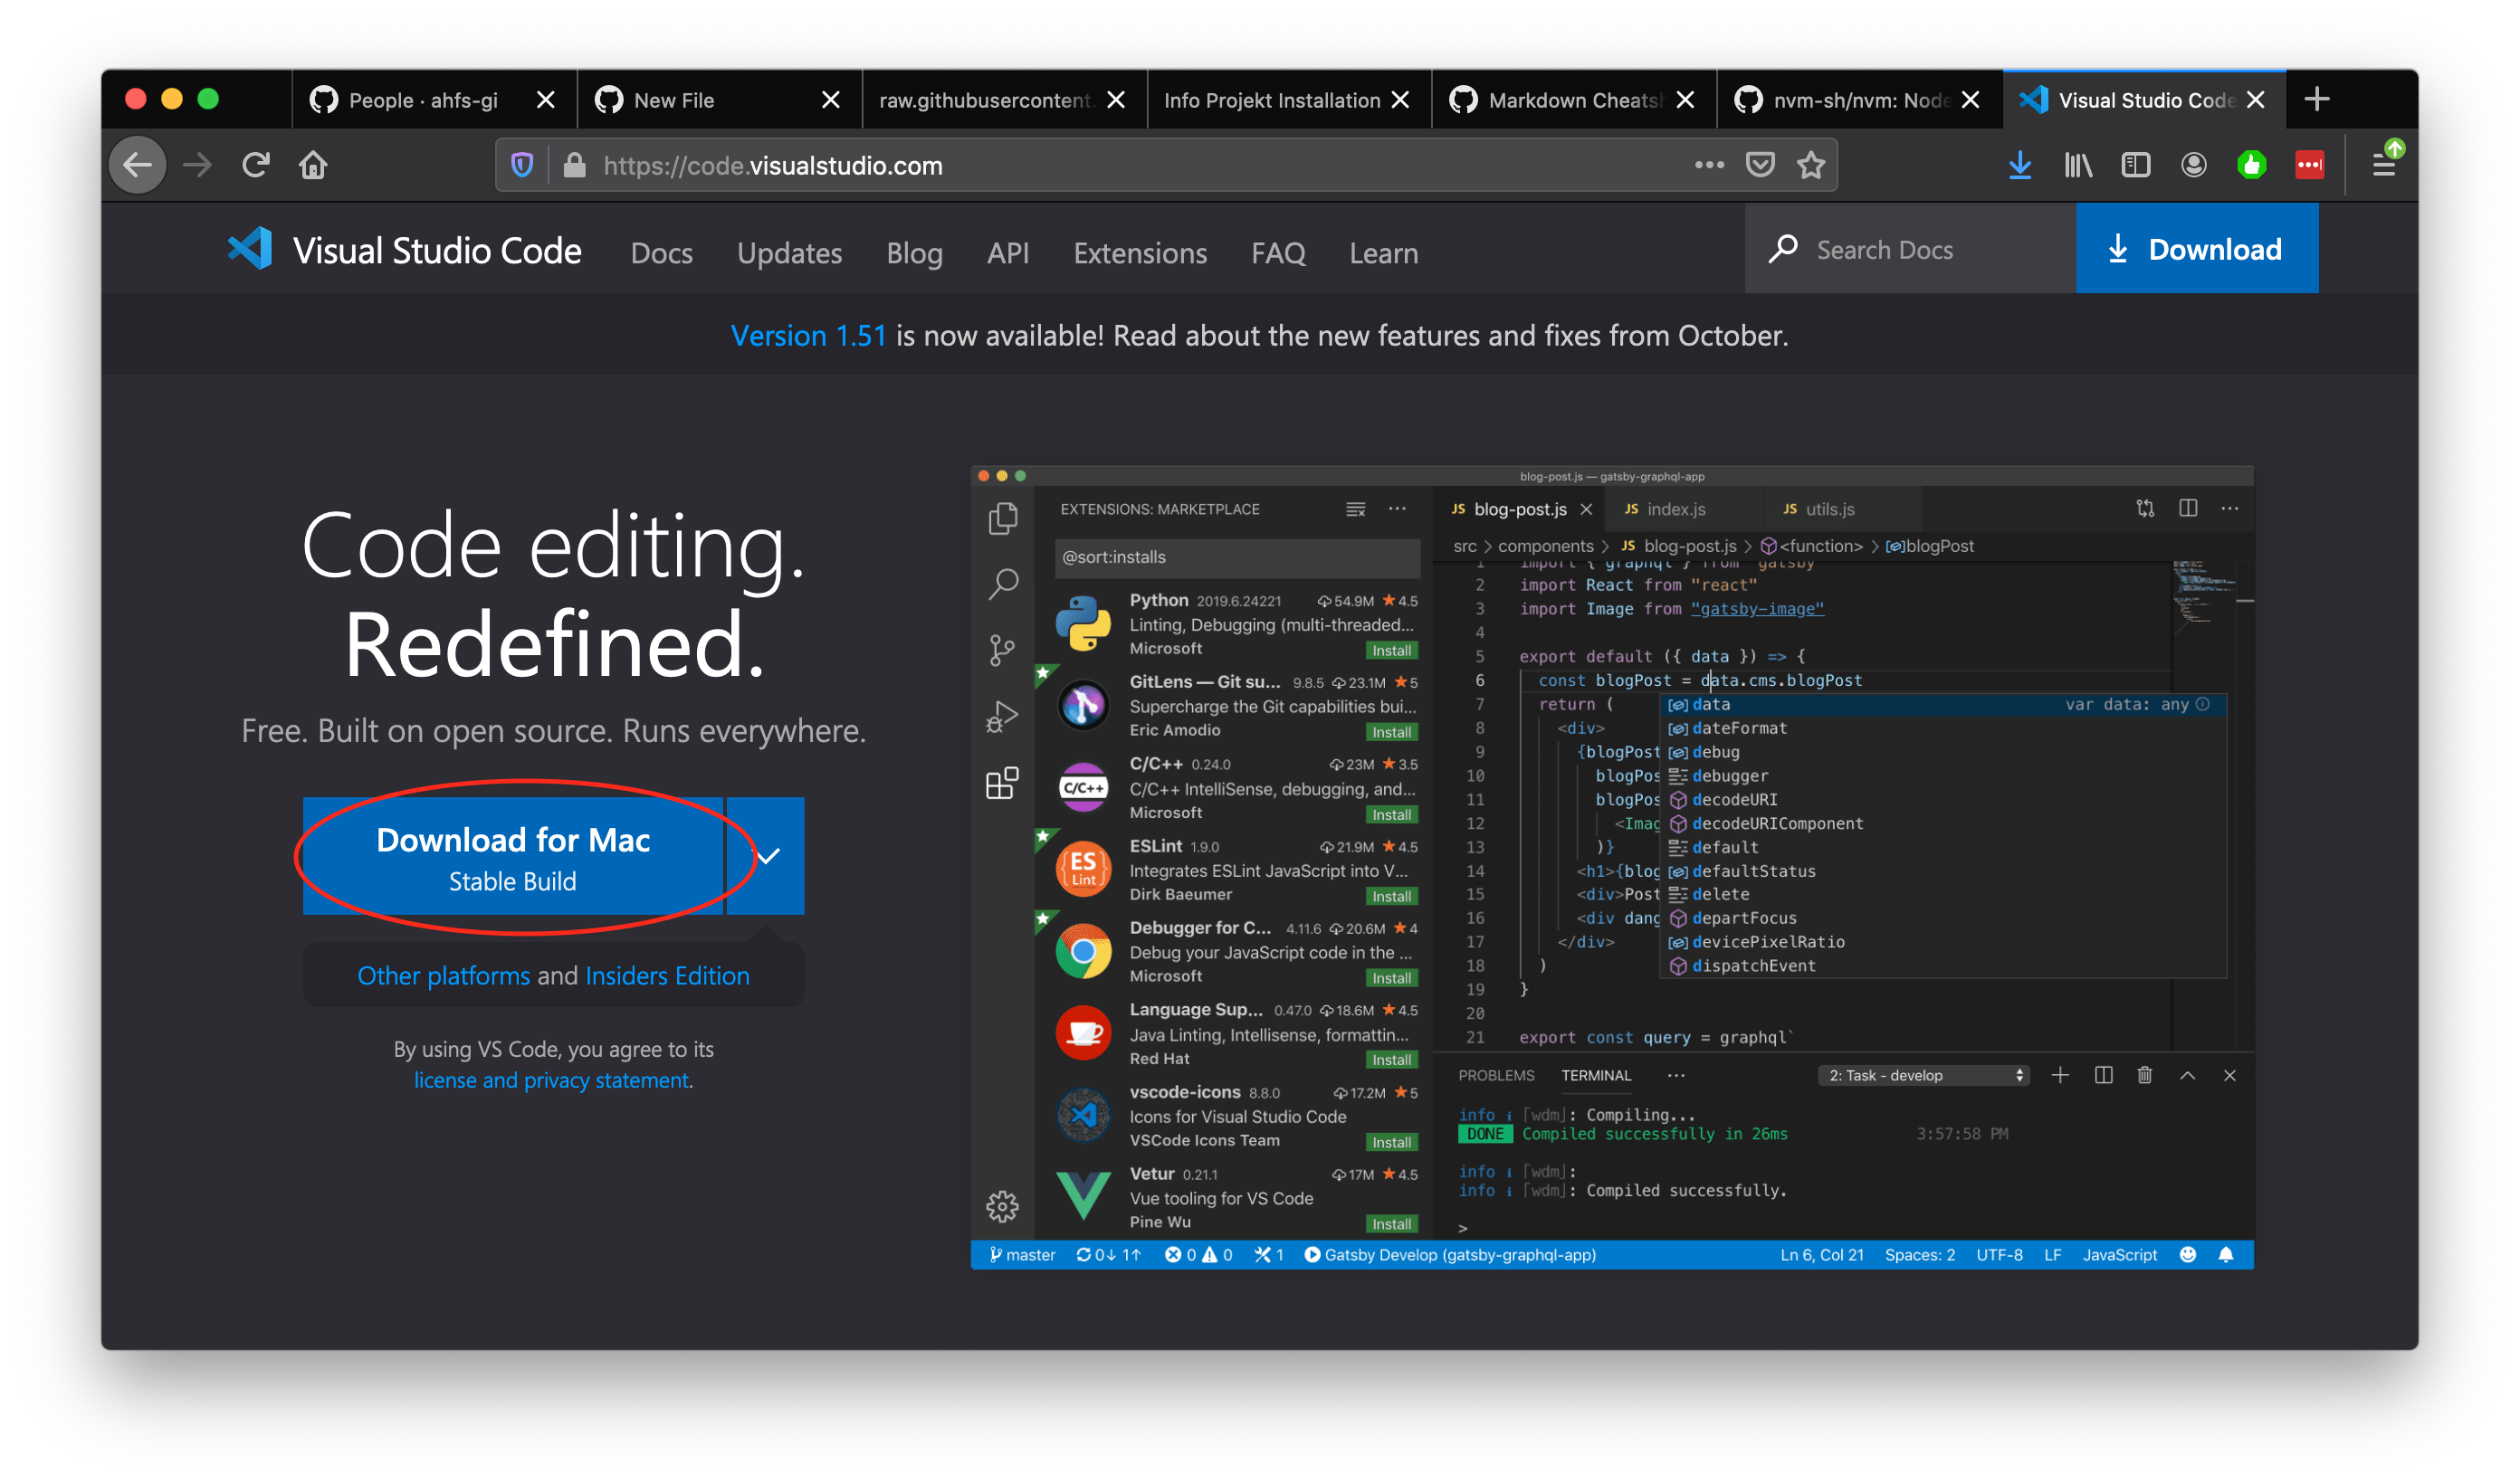 People · ahfs-gi
New File
raw.githubusercontent.
Info Projekt Installation
Markdown Cheatsh
nvm-sh/nvm: Node
Visual Studio Code
https://code.visualstudio.com
Visual Studio Code
Docs
Updates
Blog
API
Extensions
FAQ
Learn
Search Docs
Download
Version 1.51 is now available! Read about the new features and fixes from October.
Code editing.
Redefined.
Free. Built on open source. Runs everywhere.
Download for Mac
Stable Build
Other platforms and Insiders Edition
By using VS Code, you agree to its
license and privacy statement.
blog-post.js — gatsby-graphql-app
EXTENSIONS: MARKETPLACE
@sort:installs
Python 2019.6.24221 54.9M ★ 4.5
Linting, Debugging (multi-threaded...
Microsoft Install
GitLens — Git su... 9.8.5 23.1M ★ 5
Supercharge the Git capabilities bui...
Eric Amodio Install
C/C++
C/C++ 0.24.0 23M ★ 3.5
C/C++ IntelliSense, debugging, and...
Microsoft Install
ES
Lint
ESLint 1.9.0 21.9M ★ 4.5
Integrates ESLint JavaScript into V...
Dirk Baeumer Install
Debugger for C... 4.11.6 20.6M ★ 4
Debug your JavaScript code in the ...
Microsoft Install
Language Sup... 0.47.0 18.6M ★ 4.5
Java Linting, Intellisense, formattin...
Red Hat Install
vscode-icons 8.8.0 17.2M ★ 5
Icons for Visual Studio Code
VSCode Icons Team Install
Vetur 0.21.1 17M ★ 4.5
Vue tooling for VS Code
Pine Wu Install
JS blog-post.js
JS index.js
JS utils.js
src > components > JS blog-post.js > <function> > blogPost
1 import { graphql } from "gatsby"
2 import React from "react"
3 import Image from "gatsby-image"
4
5 export default ({ data }) => {
6 const blogPost = data.cms.blogPost
7 return (
8 <div>
9 {blogPost
10 blogPos
11 blogPos
12 <Imag
13 )}
14 <h1>{blog
15 <div>Post
16 <div dang
17 </div>
18 )
19 }
20
21 export const query = graphql`
data var data: any
dateFormat
debug
debugger
decodeURI
decodeURIComponent
default
defaultStatus
delete
departFocus
devicePixelRatio
dispatchEvent
PROBLEMS TERMINAL ··· 2: Task - develop
info i ｢wdm｣: Compiling...
DONE Compiled successfully in 26ms 3:57:58 PM
info i ｢wdm｣:
info i ｢wdm｣: Compiled successfully.
>
master 0↓ 1↑ 0 0 1 Gatsby Develop (gatsby-graphql-app) Ln 6, Col 21 Spaces: 2 UTF-8 LF JavaScript